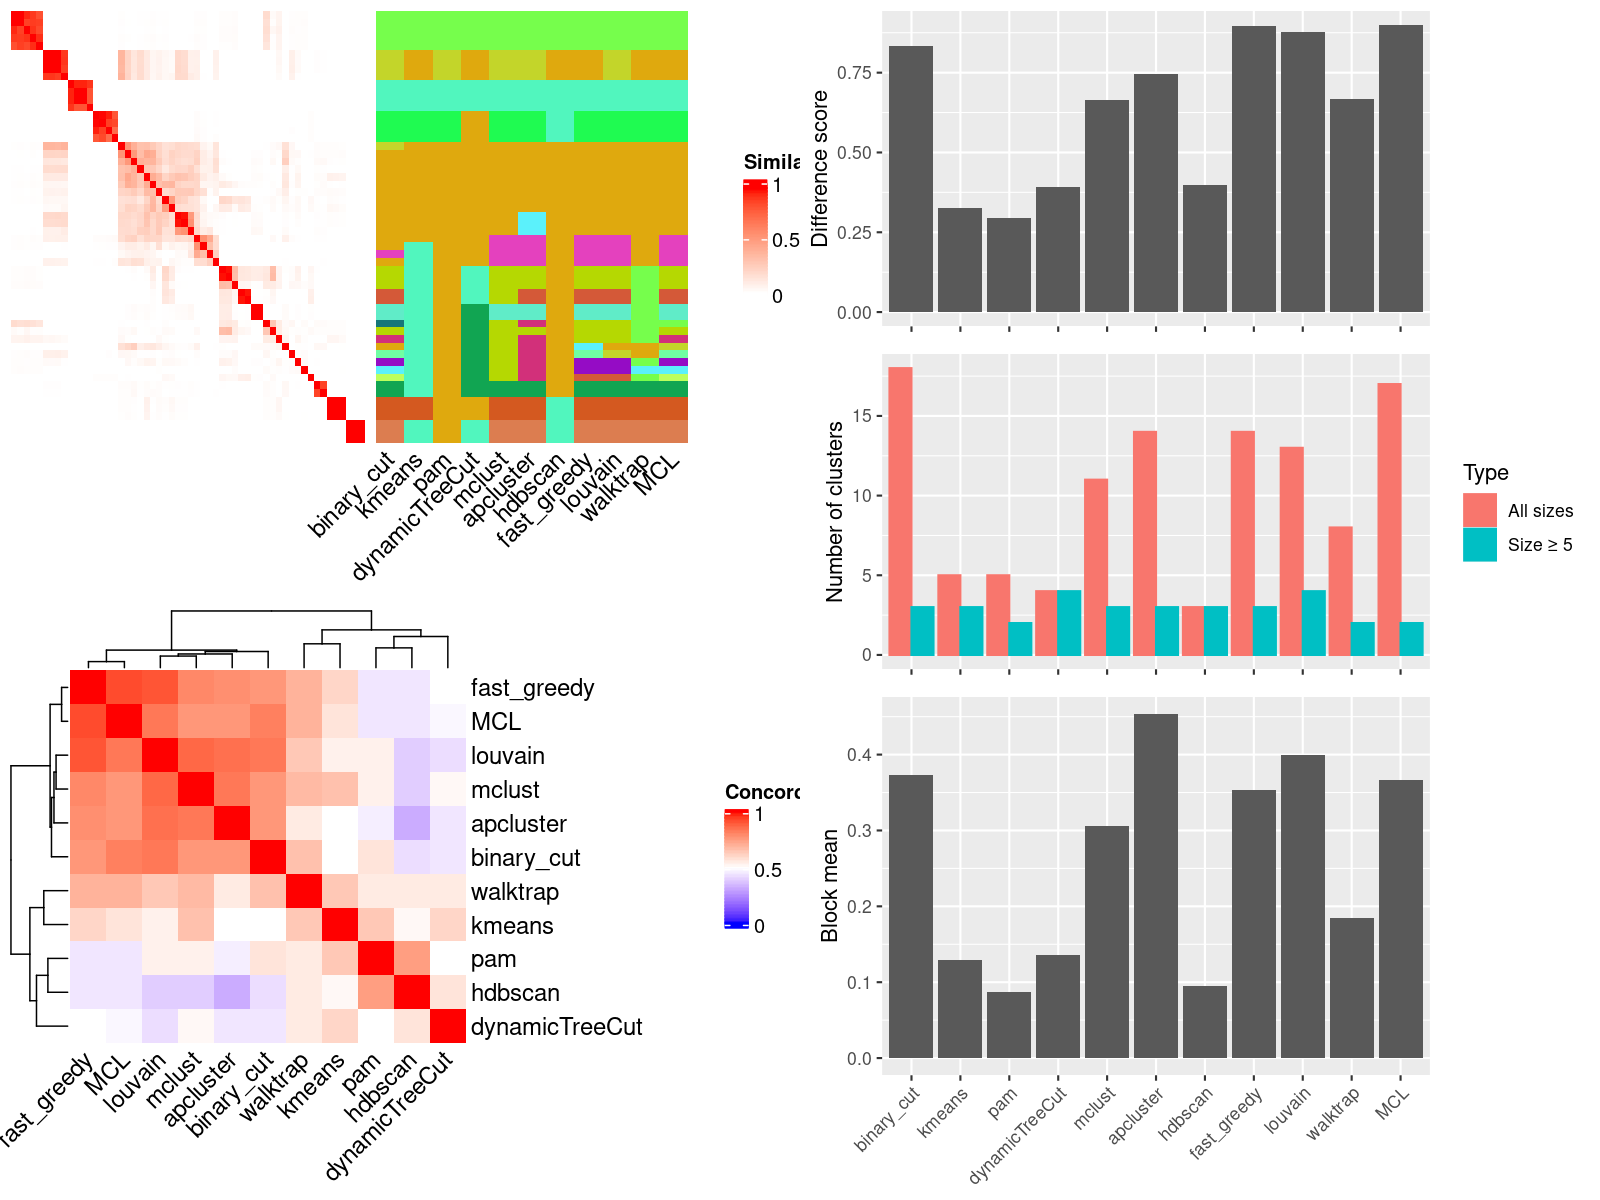 Simila
1
0.5
0
binary_cut
kmeans
pam
dynamicTreeCut
mclust
apcluster
hdbscan
fast_greedy
louvain
walktrap
MCL
fast_greedy
MCL
louvain
mclust
apcluster
binary_cut
walktrap
kmeans
pam
hdbscan
dynamicTreeCut
Concord
1
0.5
0
fast_greedy
MCL
louvain
mclust
apcluster
binary_cut
walktrap
kmeans
pam
hdbscan
dynamicTreeCut
Difference score
0.75
0.50
0.25
0.00
Number of clusters
15
10
5
0
Type
All sizes
Size ≥ 5
Block mean
0.4
0.3
0.2
0.1
0.0
binary_cut
kmeans
pam
dynamicTreeCut
mclust
apcluster
hdbscan
fast_greedy
louvain
walktrap
MCL